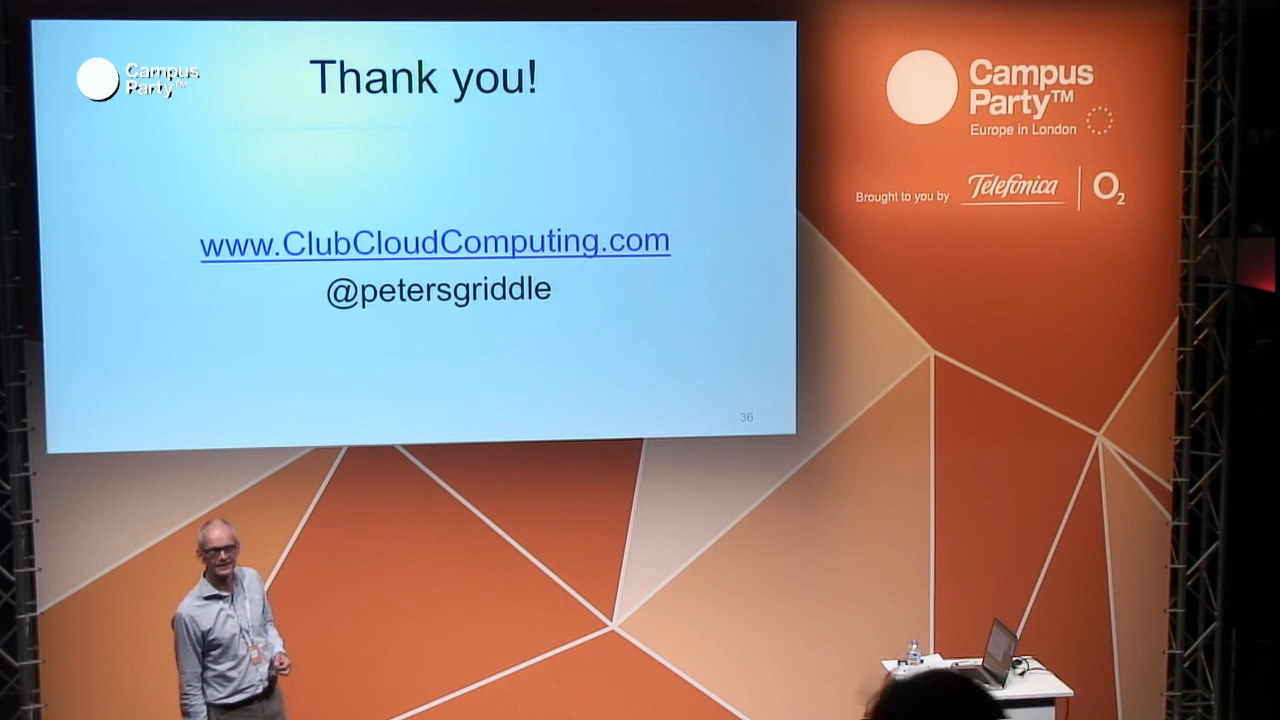 Thank you!
Campus
Party™
www.ClubCloudComputing.com
@petersgriddle
36
Campus
Party™
Europe in London
Brought to you by Telefónica O2